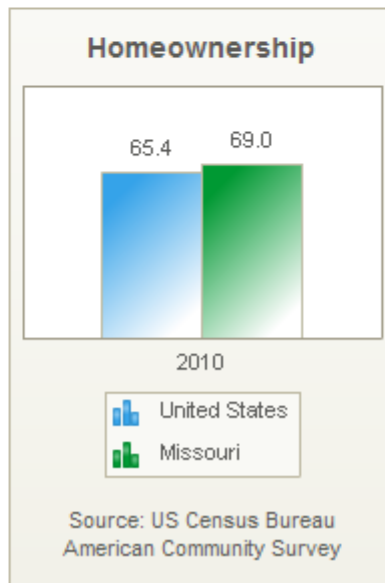 Homeownership
65.4
69.0
2010
United States
Missouri
Source: US Census Bureau
American Community Survey